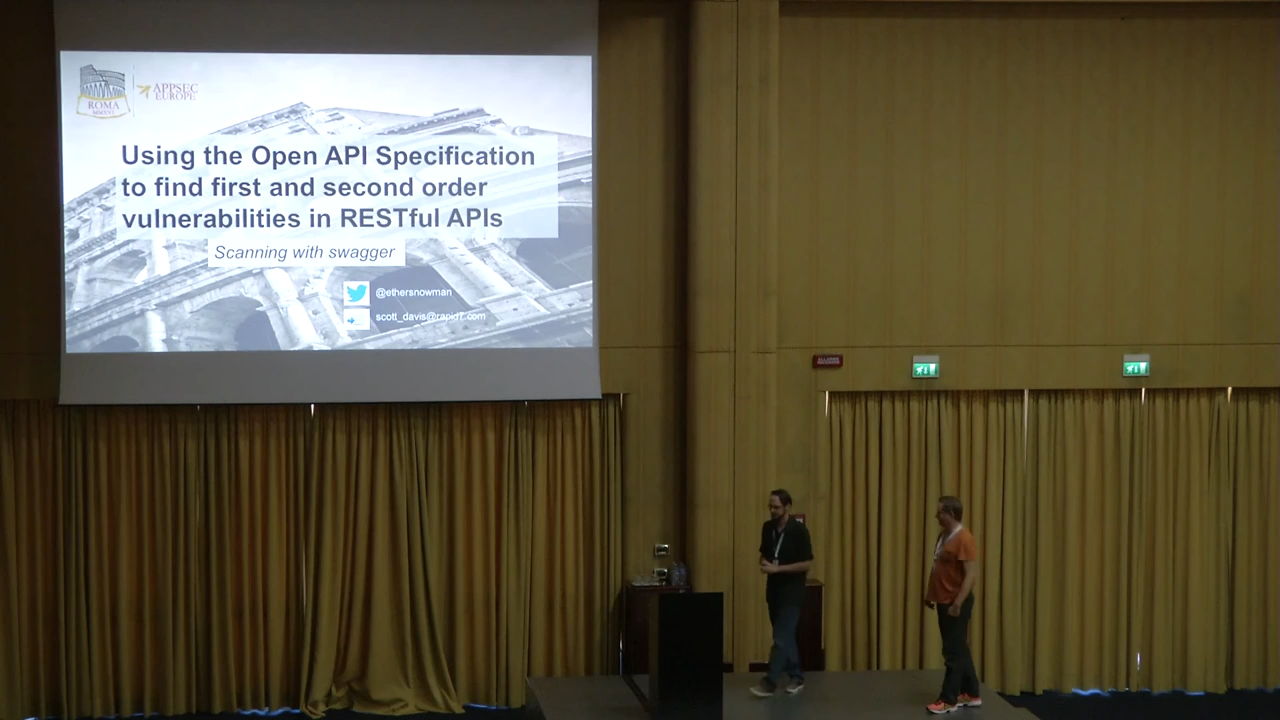 ROMA
MMXVI
APPSEC
EUROPE
Using the Open API Specification
to find first and second order
vulnerabilities in RESTful APIs
Scanning with swagger
@ethersnowman
scott_davis@rapid7.com